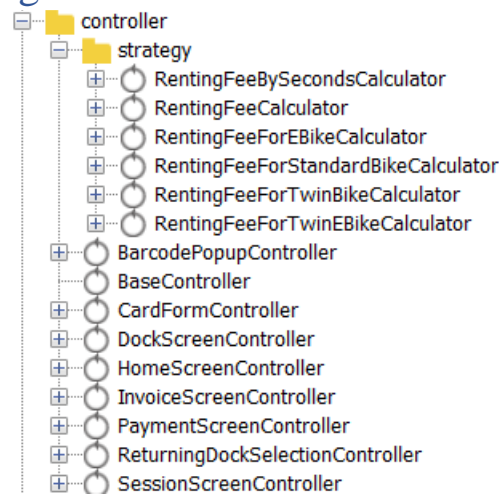 controller
strategy
RentingFeeBySecondsCalculator
RentingFeeCalculator
RentingFeeForEBikeCalculator
RentingFeeForStandardBikeCalculator
RentingFeeForTwinBikeCalculator
RentingFeeForTwinEBikeCalculator
BarcodePopupController
BaseController
CardFormController
DockScreenController
HomeScreenController
InvoiceScreenController
PaymentScreenController
ReturningDockSelectionController
SessionScreenController